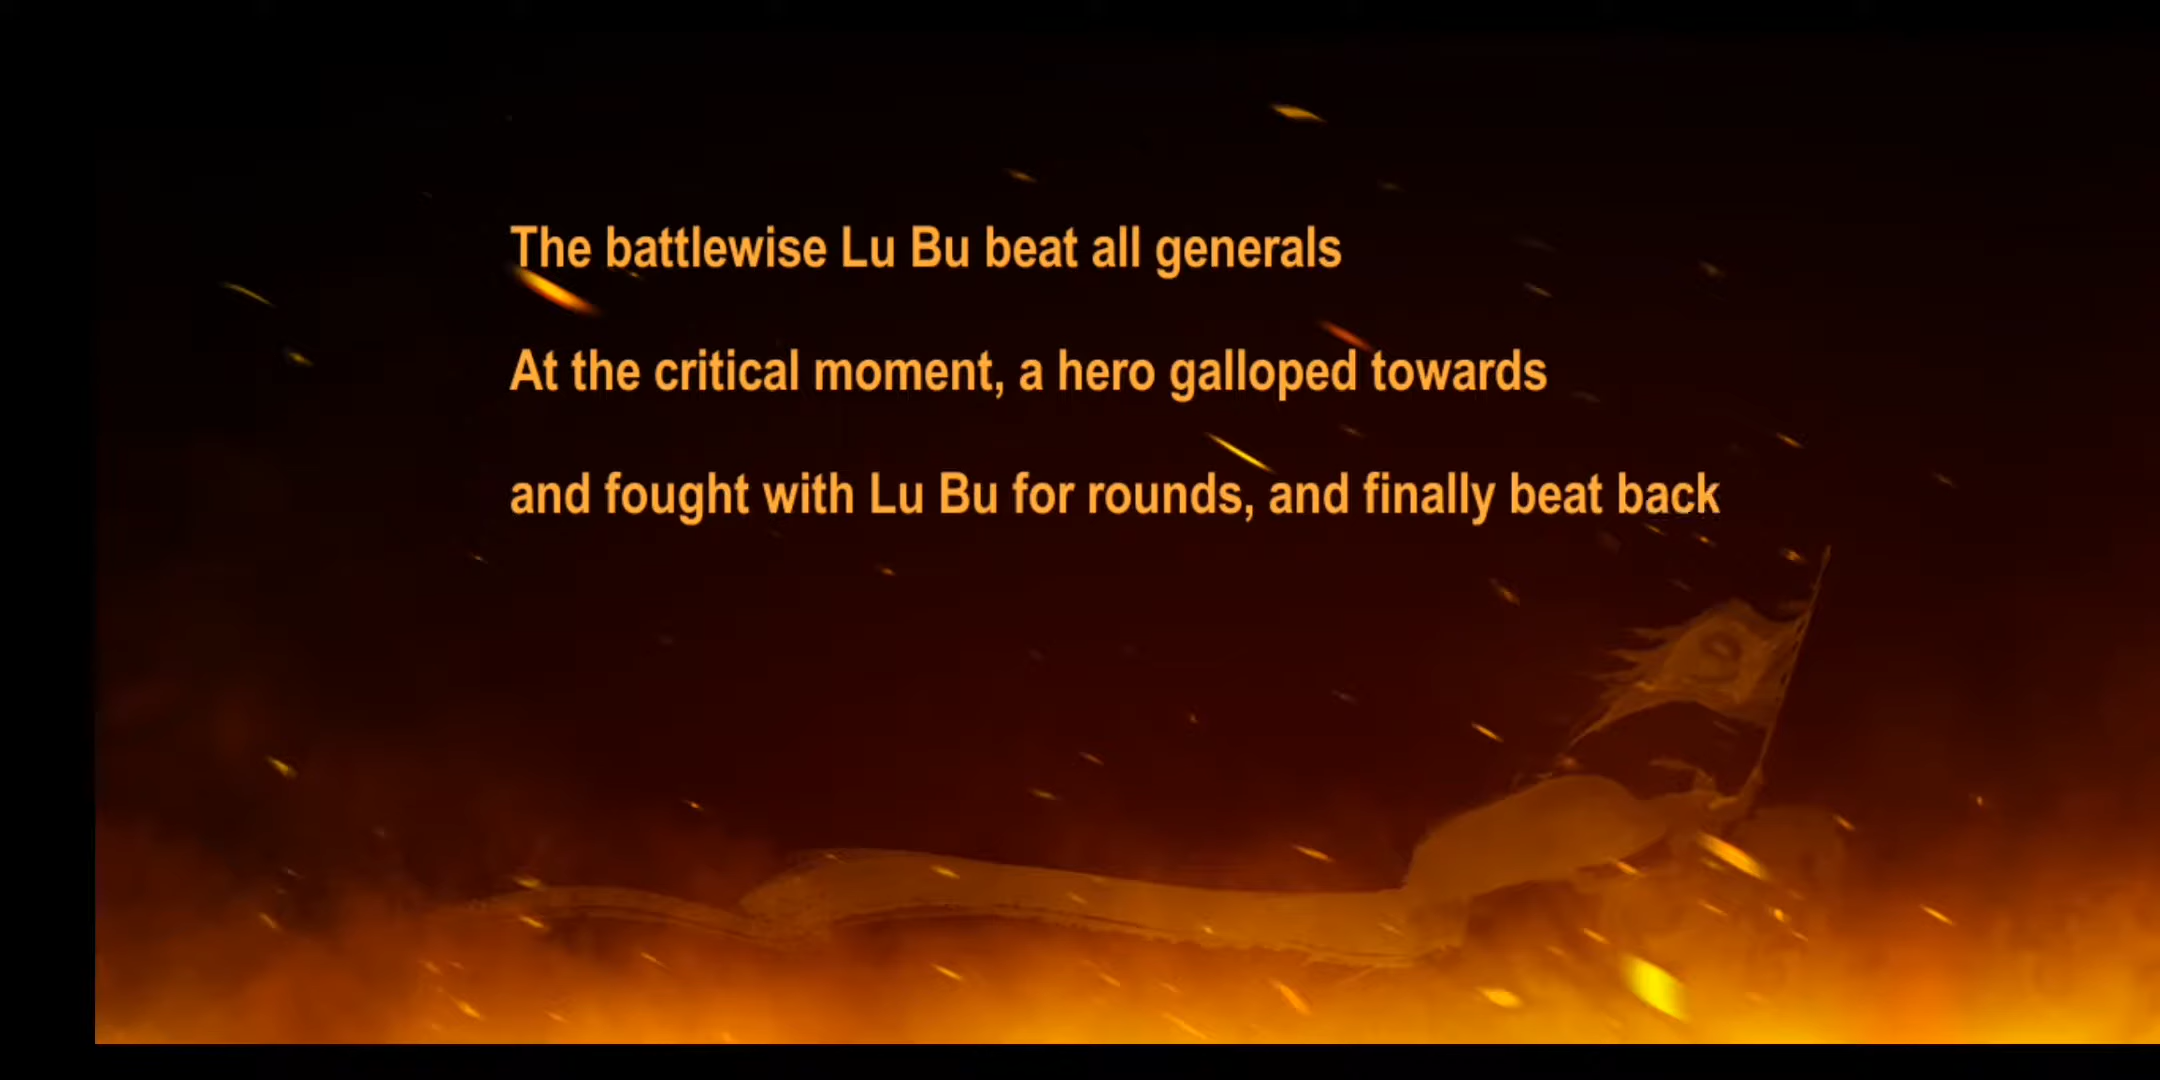 The battlewise Lu Bu beat all generals
At the critical moment, a hero galloped towards
and fought with Lu Bu for rounds, and finally beat back